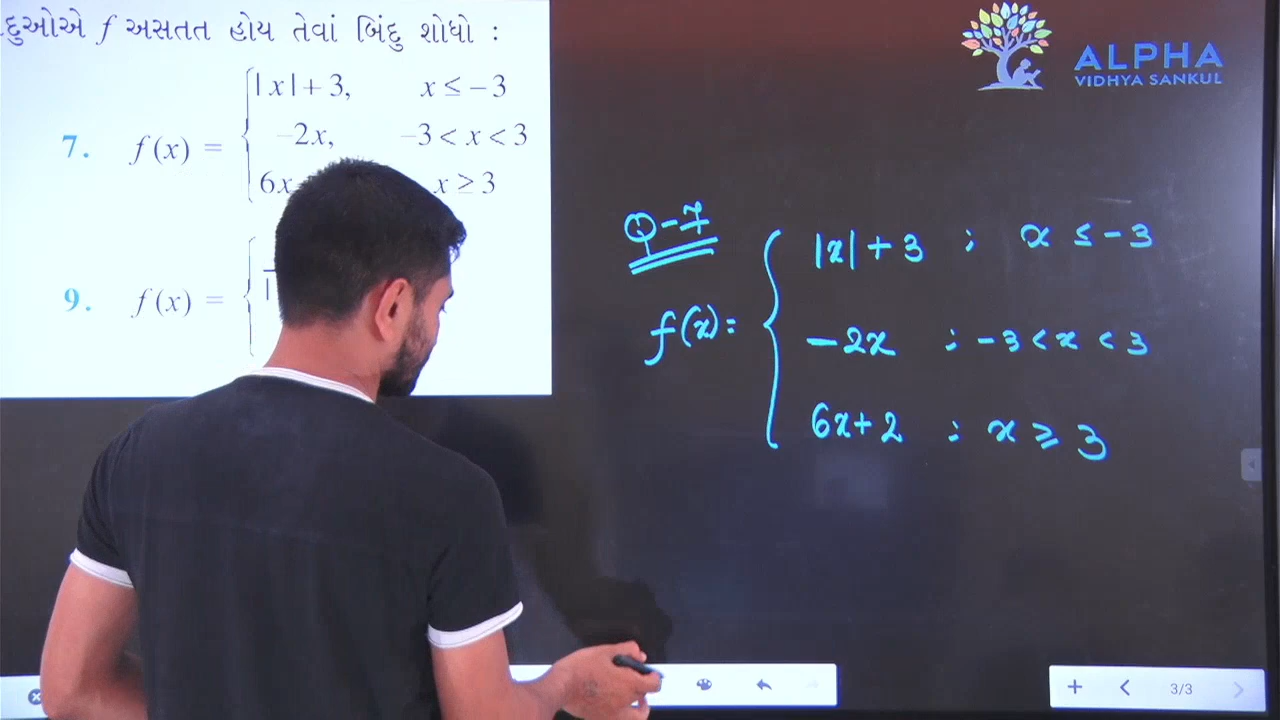 અસતત હોય તેવાં બિંદુ શોધો :
|x| + 3, x ≤ −3
7. f(x) = −2x, −3 < x < 3
6x x ≥ 3
9. f(x) =
ALPHA
VIDHYA SANKUL
Q-7
|x| + 3 ; x ≤ -3
f(x) = { -2x ; -3 < x < 3
6x + 2 ; x ≥ 3
3/3